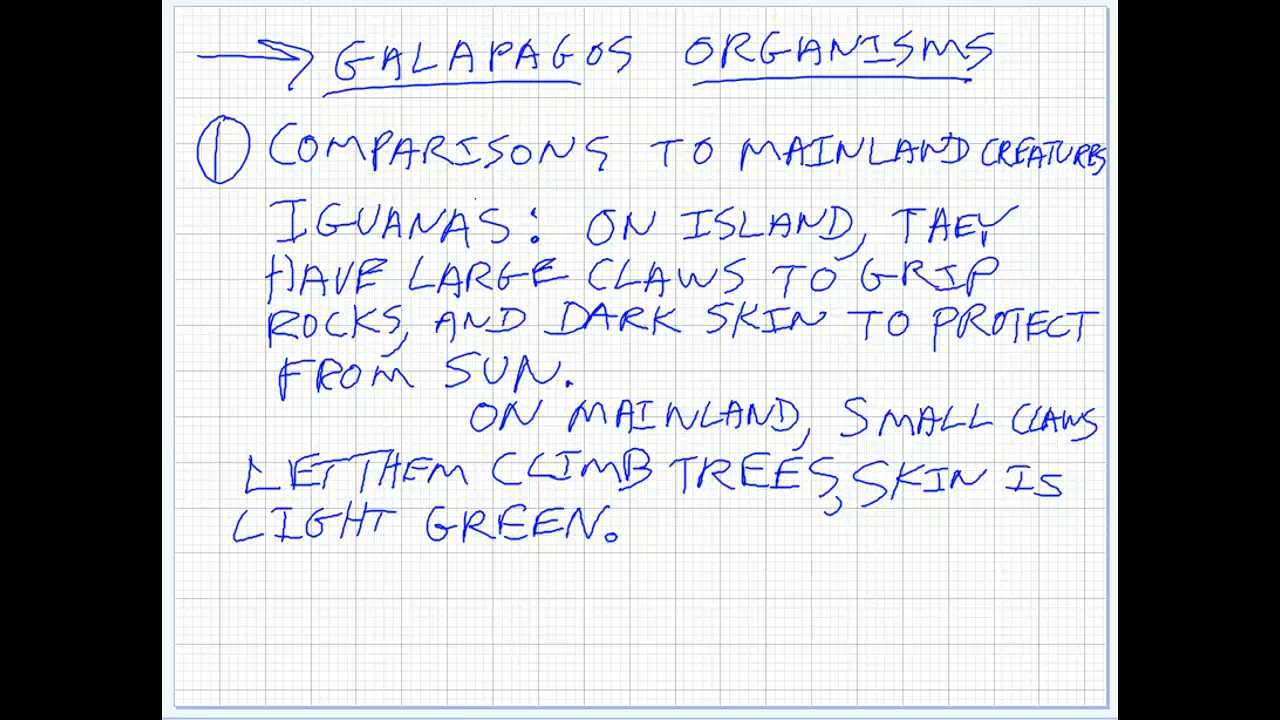 → GALAPAGOS ORGANISMS
① COMPARISONS TO MAINLAND CREATURES
IGUANAS: ON ISLAND, THEY
HAVE LARGE CLAWS TO GRIP
ROCKS, AND DARK SKIN TO PROTECT
FROM SUN.
ON MAINLAND, SMALL CLAWS
LET THEM CLIMB TREES, SKIN IS
LIGHT GREEN.